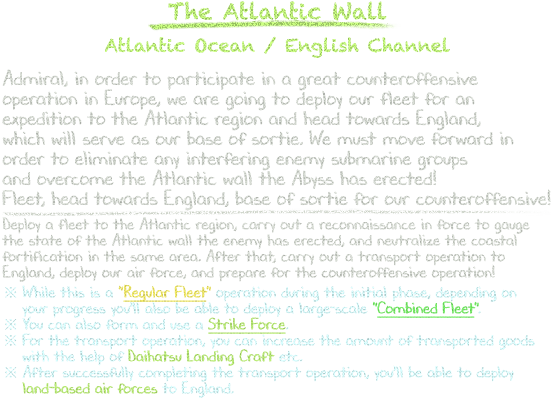 The Atlantic Wall
Atlantic Ocean / English Channel
Admiral, in order to participate in a great counteroffensive
operation in Europe, we are going to deploy our fleet for an
expedition to the Atlantic region and head towards England,
which will serve as our base of sortie. We must move forward in
order to eliminate any interfering enemy submarine groups
and overcome the Atlantic wall the Abyss has erected!
Fleet, head towards England, base of sortie for our counteroffensive!
Deploy a fleet to the Atlantic region, carry out a reconnaissance in force to gauge
the state of the Atlantic wall the enemy has erected, and neutralize the coastal
fortification in the same area. After that, carry out a transport operation to
England, deploy our air force, and prepare for the counteroffensive operation!
※ While this is a "Regular Fleet" operation during the initial phase, depending on
your progress you'll also be able to deploy a large-scale "Combined Fleet".
※ You can also form and use a Strike Force.
※ For the transport operation, you can increase the amount of transported goods
with the help of Daihatsu Landing Craft etc.
※ After successfully completing the transport operation, you'll be able to deploy
land-based air forces to England.